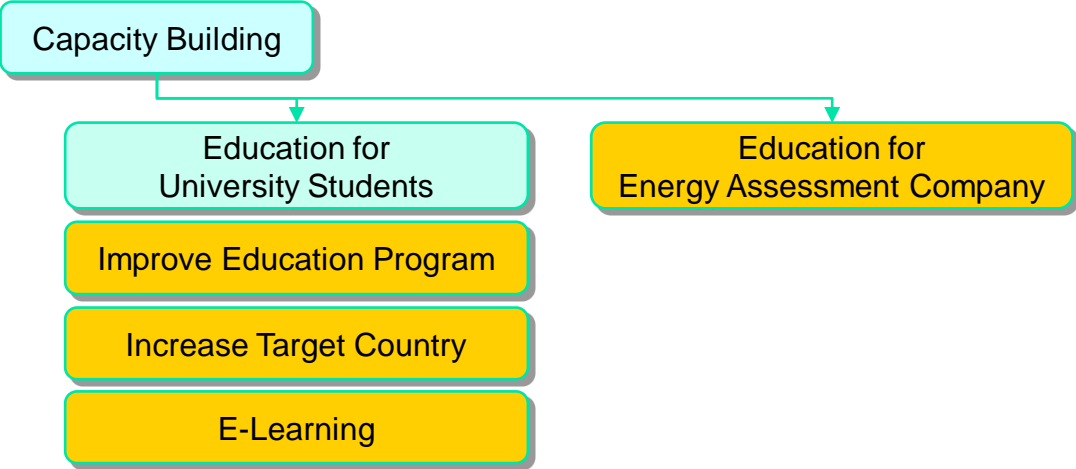 Capacity Building
Education for
University Students
Education for
Energy Assessment Company
Improve Education Program
Increase Target Country
E-Learning